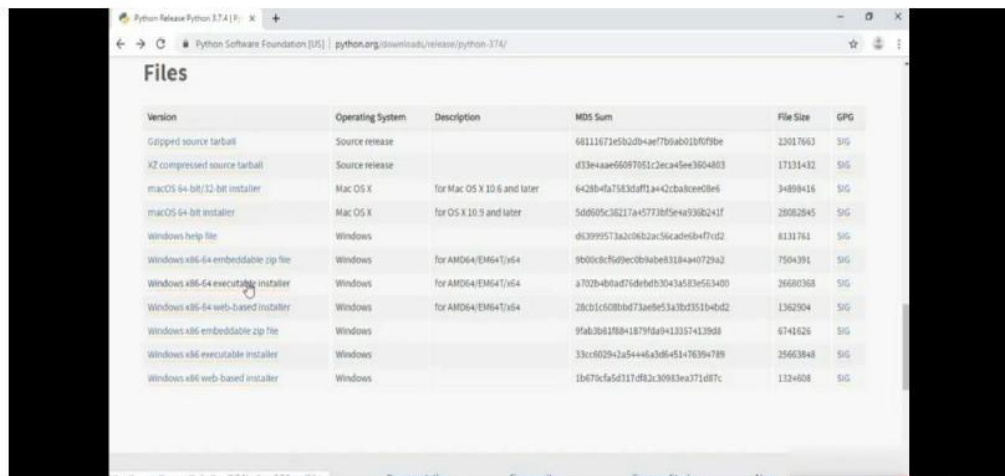 Python Release Python 3.7.4 | Py
Python Software Foundation [US] | python.org/downloads/release/python-374/
Files
Version Operating System Description MD5 Sum File Size GPG
Gzipped source tarball Source release 68111671e5b2db4aef7b9ab01bf0f9be 23017663 SIG
XZ compressed source tarball Source release d33e4aae66097051c2eca45ee3604803 17131432 SIG
macOS 64-bit/32-bit installer Mac OS X for Mac OS X 10.6 and later 6428b4fa7583daff1a442cba8cee08e6 34898416 SIG
macOS 64-bit installer Mac OS X for OS X 10.9 and later 5dd605c38217a45773bf5e4a936b241f 28082845 SIG
Windows help file Windows d63999573a2c06b2ac56cade6b4f7cd2 8131761 SIG
Windows x86-64 embeddable zip file Windows for AMD64/EM64T/x64 9b00c8cf6d9ec0b9abe83184a40729a2 7504391 SIG
Windows x86-64 executable installer Windows for AMD64/EM64T/x64 a702b4b0ad76debdb3043a583e563400 26680368 SIG
Windows x86-64 web-based installer Windows for AMD64/EM64T/x64 28cb1c608bbd73ae8e53a3bd351b4bd2 1362904 SIG
Windows x86 embeddable zip file Windows 9fab3b81f8841879fda94133574139d8 6741626 SIG
Windows x86 executable installer Windows 33cc602942a54446a3d6451476394789 25663848 SIG
Windows x86 web-based installer Windows 1b670cfa5d317df82c30983ea371d87c 1324608 SIG